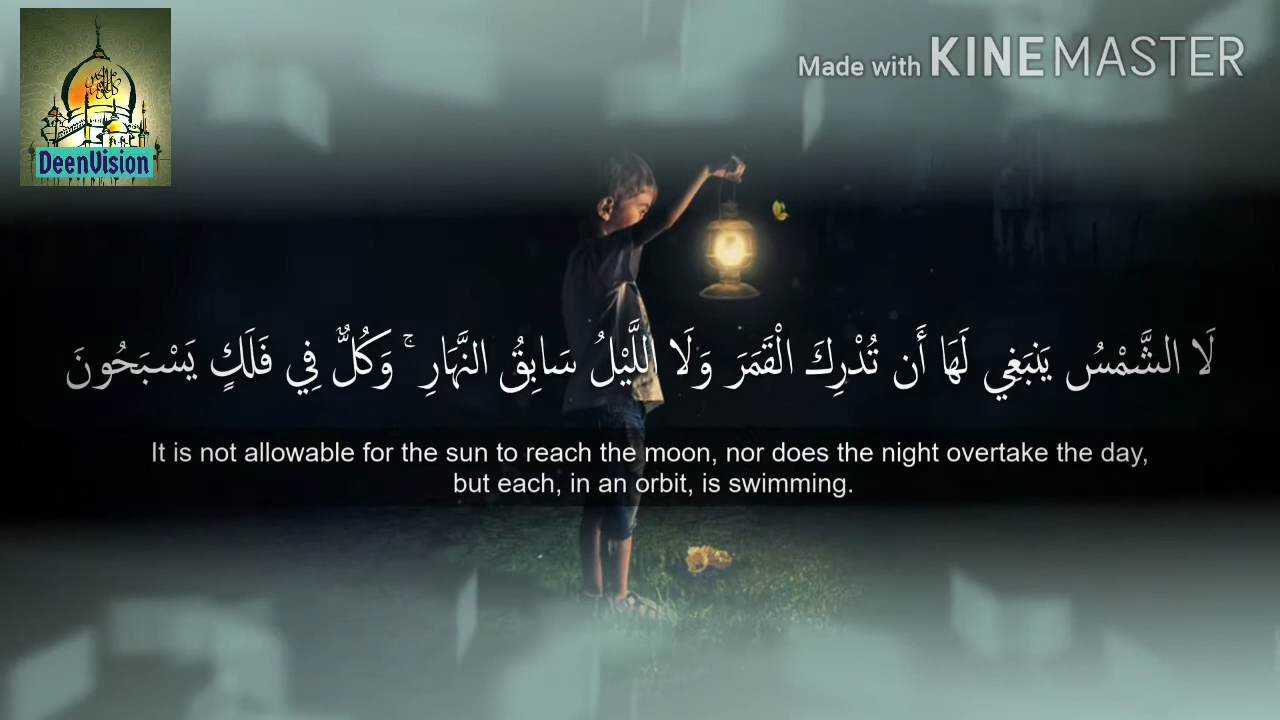 Made with KINEMASTER
DeenVision
لَا الشَّمْسُ يَنبَغِي لَهَا أَن تُدْرِكَ الْقَمَرَ وَلَا اللَّيْلُ سَابِقُ النَّهَارِ ۚ وَكُلٌّ فِي فَلَكٍ يَسْبَحُونَ
It is not allowable for the sun to reach the moon, nor does the night overtake the day,
but each, in an orbit, is swimming.